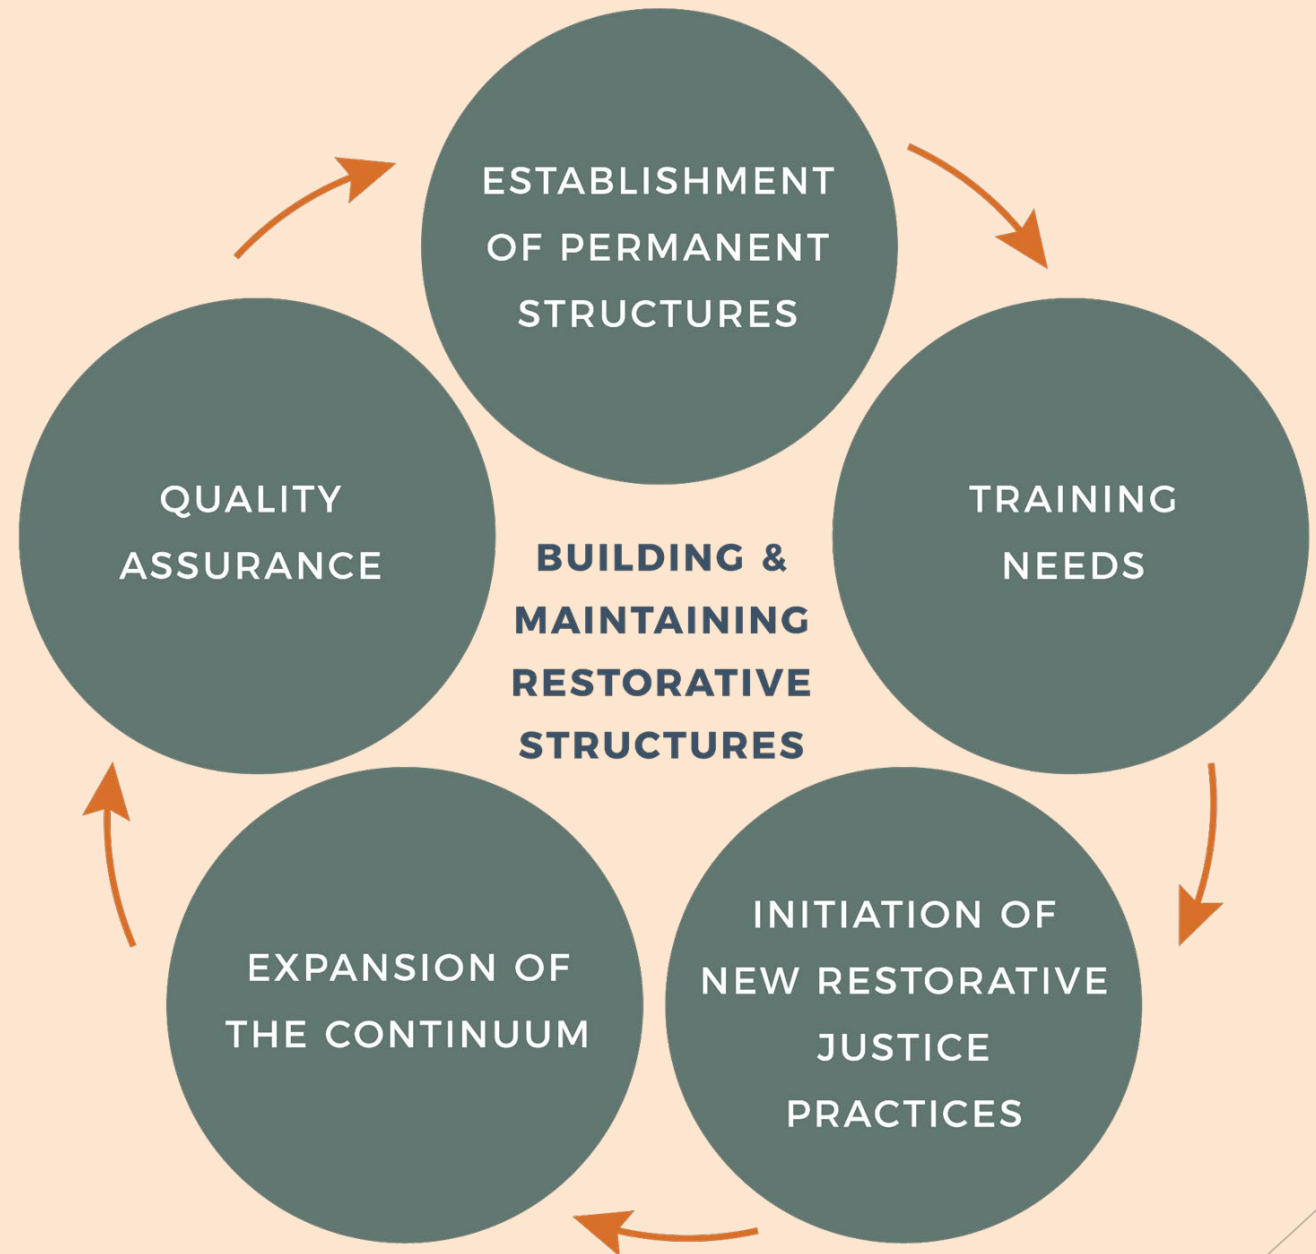 ESTABLISHMENT
OF PERMANENT
STRUCTURES
TRAINING
NEEDS
INITIATION OF
NEW RESTORATIVE
JUSTICE
PRACTICES
EXPANSION OF
THE CONTINUUM
QUALITY
ASSURANCE
BUILDING &
MAINTAINING
RESTORATIVE
STRUCTURES